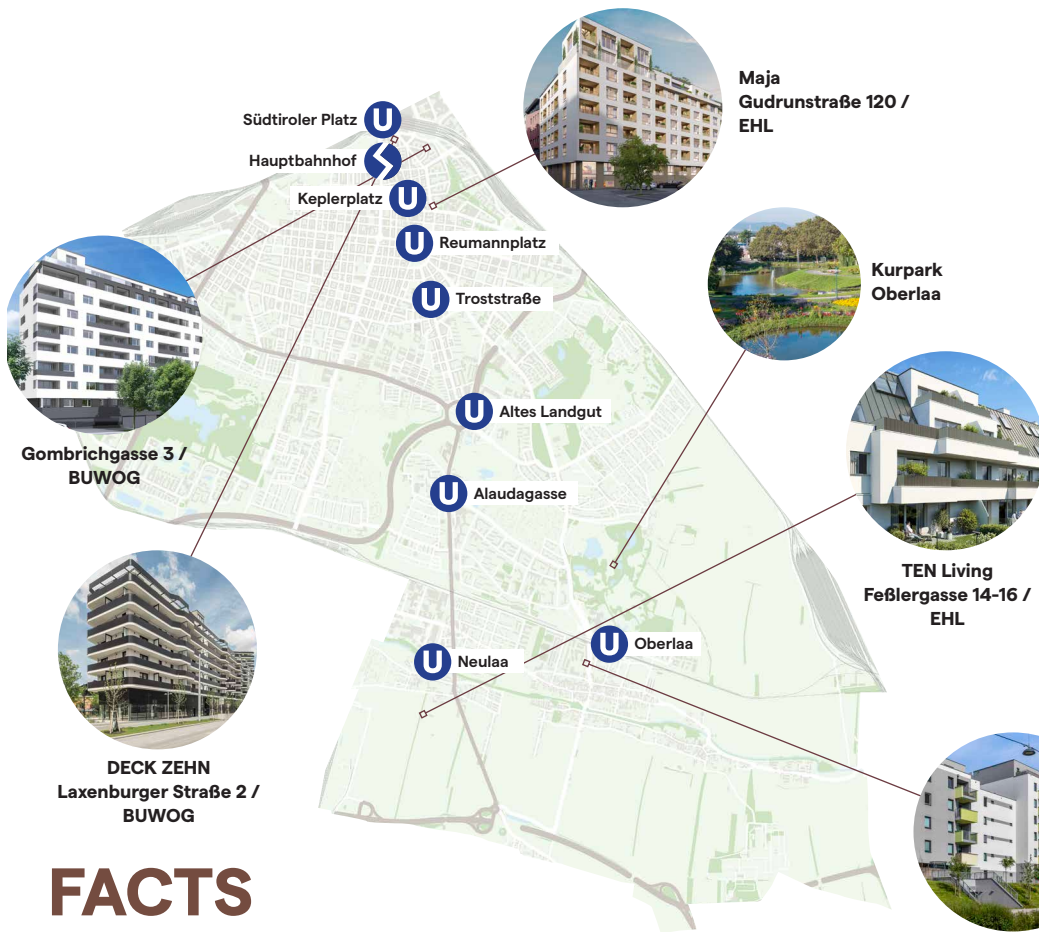 Maja
Gudrunstraße 120 /
EHL
Südtiroler Platz
U
Hauptbahnhof
Keplerplatz
U
U
Reumannplatz
U
Troststraße
Kurpark
Oberlaa
U
Altes Landgut
Gombrichgasse 3 /
BUWOG
U
Alaudagasse
TEN Living
Feßlergasse 14-16 /
EHL
U
Oberlaa
U
Neulaa
DECK ZEHN
Laxenburger Straße 2 /
BUWOG
FACTS